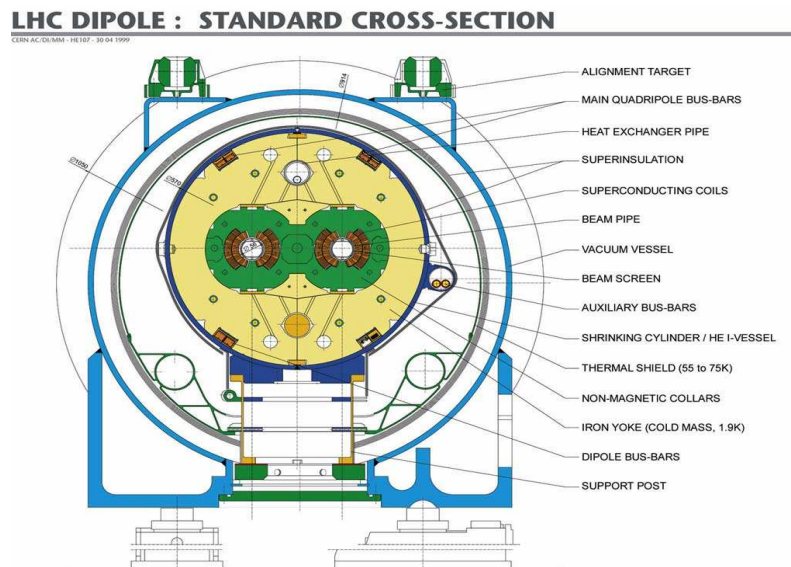 LHC DIPOLE : STANDARD CROSS-SECTION
CERN AC/DI/MM - HE107 - 30 04 1999
ALIGNMENT TARGET
MAIN QUADRIPOLE BUS-BARS
HEAT EXCHANGER PIPE
SUPERINSULATION
SUPERCONDUCTING COILS
BEAM PIPE
VACUUM VESSEL
BEAM SCREEN
AUXILIARY BUS-BARS
SHRINKING CYLINDER / HE I-VESSEL
THERMAL SHIELD (55 to 75K)
NON-MAGNETIC COLLARS
IRON YOKE (COLD MASS, 1.9K)
DIPOLE BUS-BARS
SUPPORT POST
∅914
∅1050
∅570